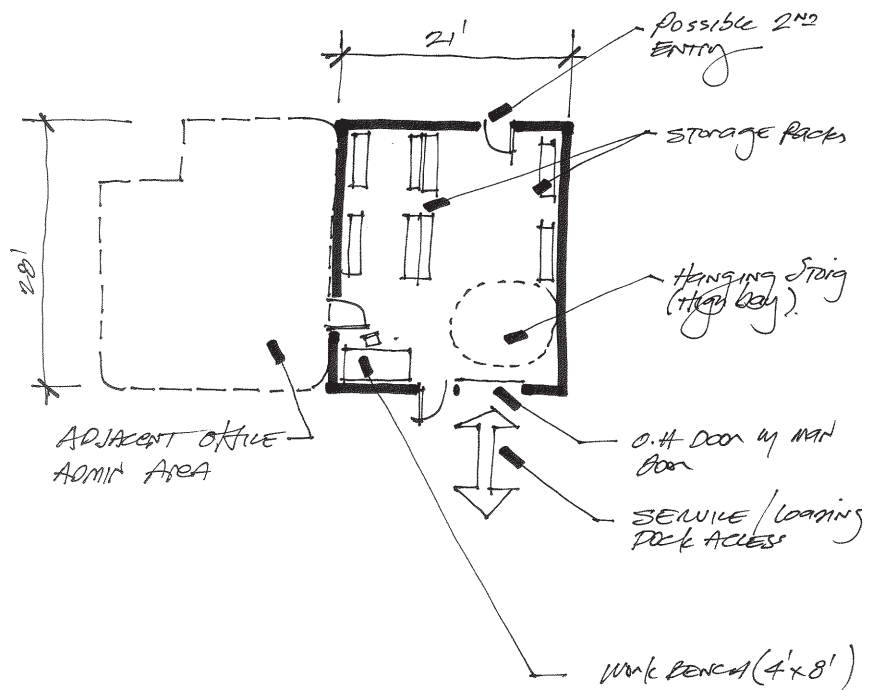 21'
POSSIBLE 2ND
ENTRY
STORAGE RACKS
28'
HANGING STOIG
(HIGH BAY).
ADJACENT OFFICE
ADMIN AREA
O.H DOOR W/ MAN
DOOR
SERVICE / LOADING
DOCK ACCESS
WORK BENCH (4'x8')